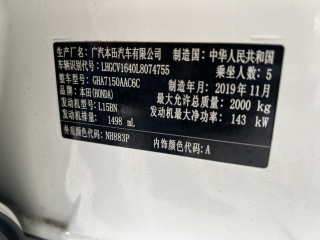 生产厂名：广汽本田汽车有限公司 制造国：中华人民共和国
车辆识别代号：LHGCV1640L8074755 乘坐人数：5
整车型号：GHA7150AAC6C 制造年月：2019年11月
品牌：本田(HONDA) 最大允许总质量：2000 kg
发动机型号：L15BN 发动机最大净功率：143 kW
发动机排量：1498 mL
外观颜色代码：NH883P 内饰颜色代码：A